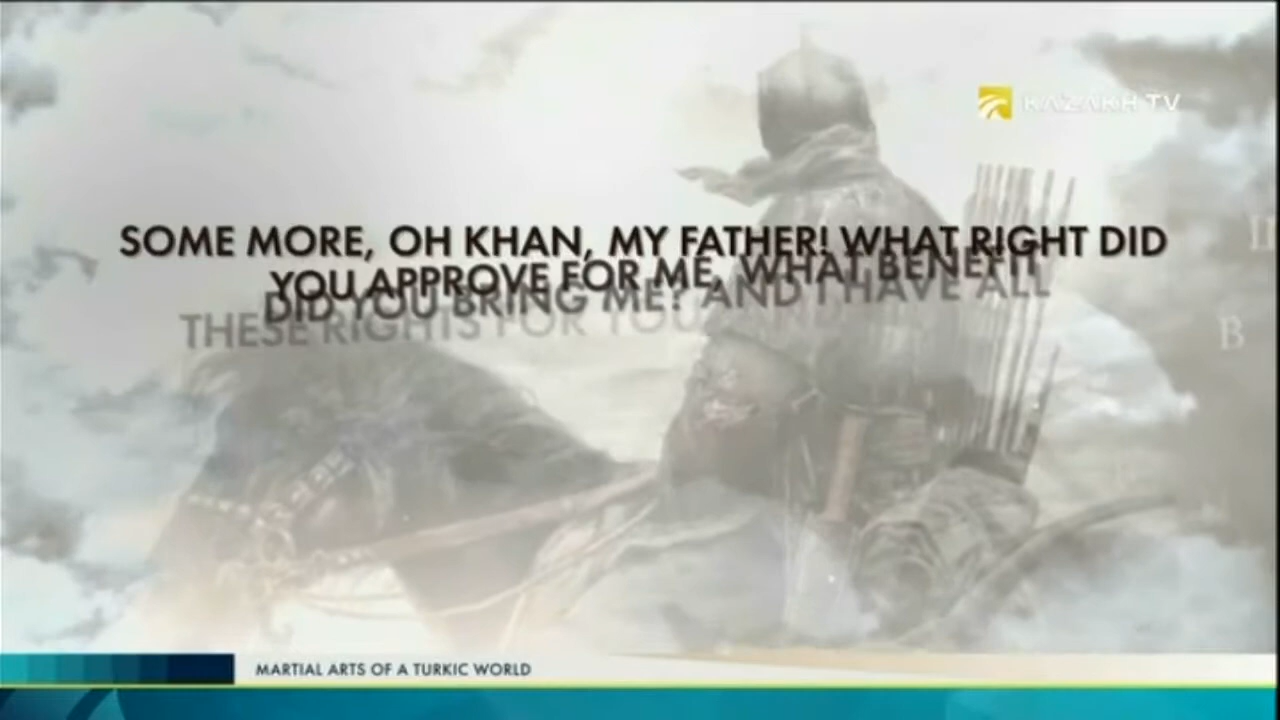 KAZAKH TV
SOME MORE, OH KHAN, MY FATHER! WHAT RIGHT DID
YOU APPROVE FOR ME, WHAT BENEFIT
DID YOU BRING ME? AND I HAVE ALL
THESE RIGHTS FOR YOU AND
В
MARTIAL ARTS OF A TURKIC WORLD